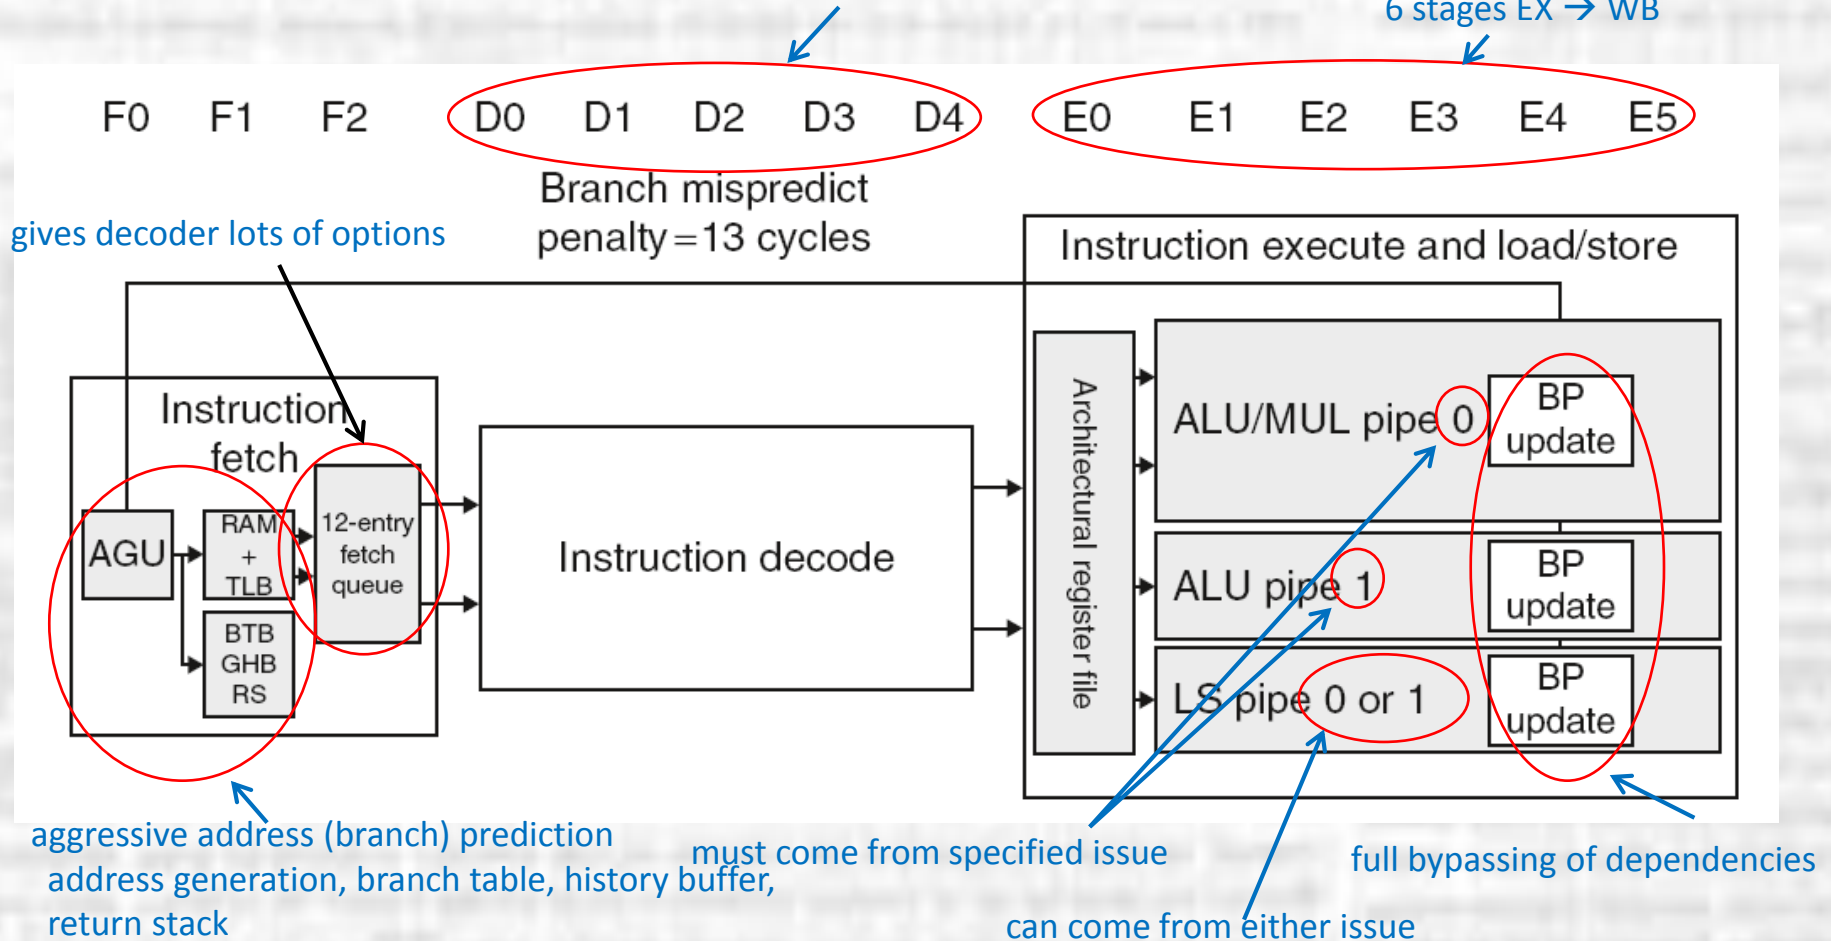 6 stages EX → WB
F0 F1 F2 D0 D1 D2 D3 D4 E0 E1 E2 E3 E4 E5
Branch mispredict
penalty=13 cycles
gives decoder lots of options
Instruction execute and load/store
Instruction
fetch
AGU
RAM
+
TLB
BTB
GHB
RS
12-entry
fetch
queue
Instruction decode
Architectural register file
ALU/MUL pipe 0
BP
update
ALU pipe 1
BP
update
LS pipe 0 or 1
BP
update
aggressive address (branch) prediction
address generation, branch table, history buffer,
return stack
must come from specified issue
can come from either issue
full bypassing of dependencies